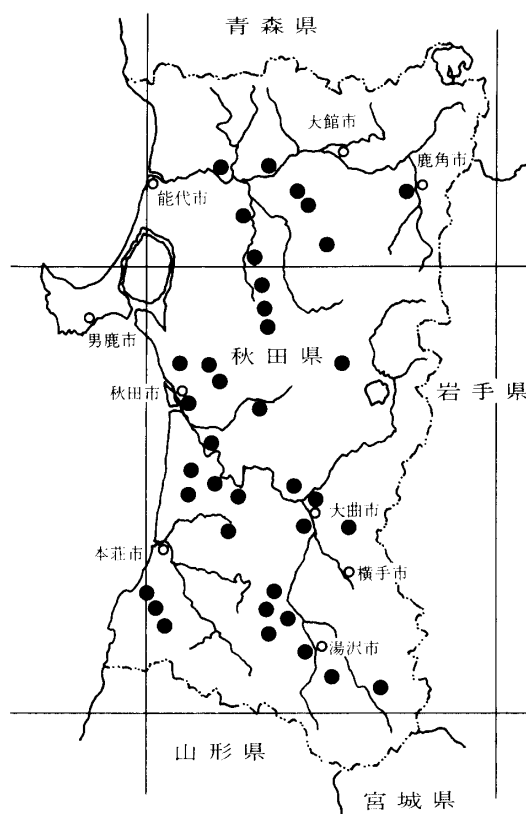 青森県
大館市
鹿角市
能代市
男鹿市
秋田県
秋田市
岩手県
大曲市
本荘市
横手市
湯沢市
山形県
宮城県